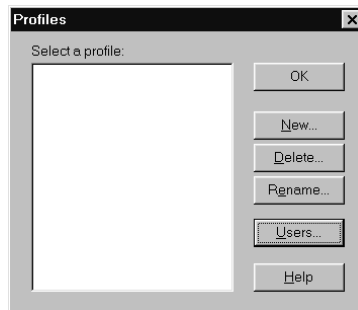 Profiles
Select a profile:
OK
New...
Delete...
Rename...
Users...
Help